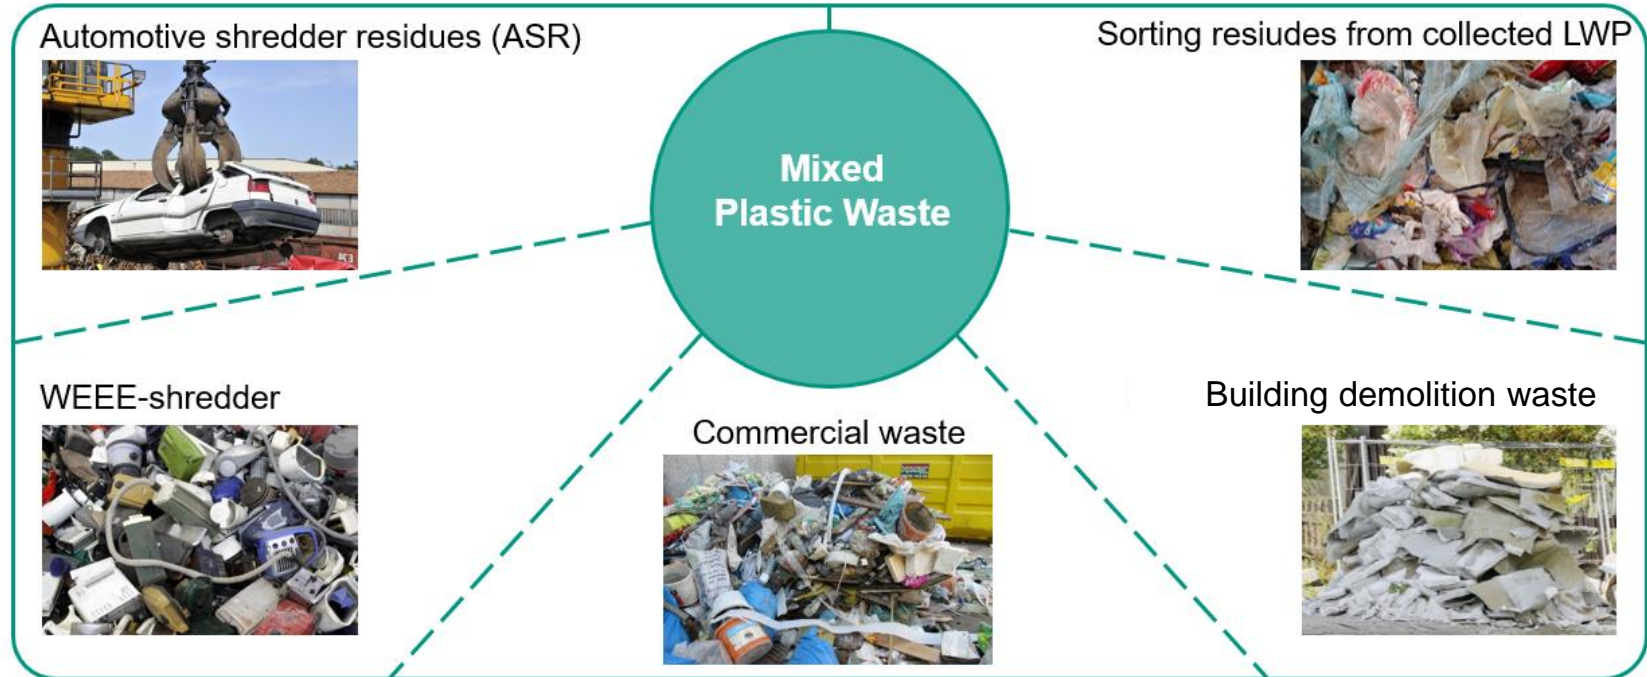 Automotive shredder residues (ASR)
Sorting resiudes from collected LWP
Mixed
Plastic Waste
WEEE-shredder
Commercial waste
Building demolition waste